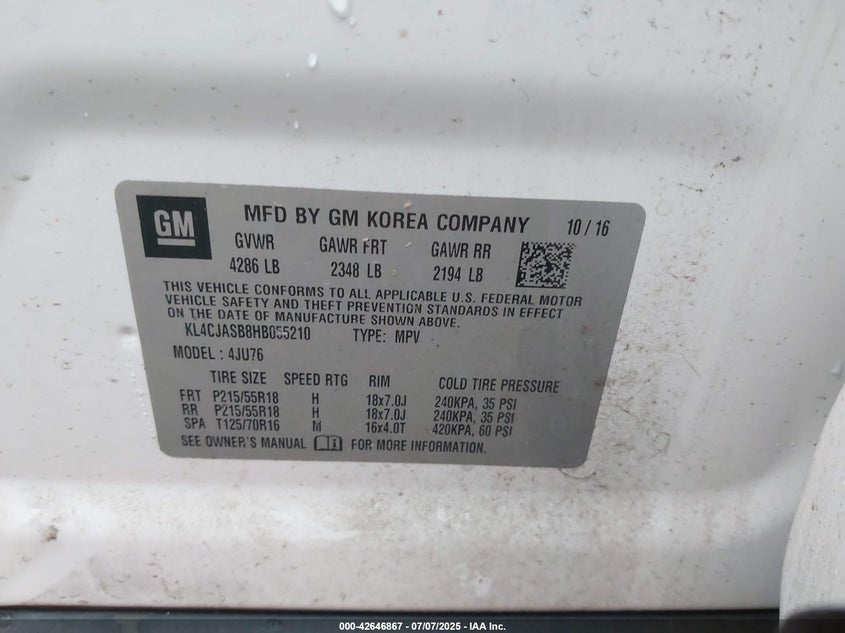 GM
MFD BY GM KOREA COMPANY 10 / 16
GVWR GAWR FRT GAWR RR
4286 LB 2348 LB 2194 LB
THIS VEHICLE CONFORMS TO ALL APPLICABLE U.S. FEDERAL MOTOR
VEHICLE SAFETY AND THEFT PREVENTION STANDARDS IN EFFECT
ON THE DATE OF MANUFACTURE SHOWN ABOVE.
KL4CJASB8HB055210 TYPE: MPV
MODEL : 4JU76
TIRE SIZE SPEED RTG RIM COLD TIRE PRESSURE
FRT P215/55R18 H 18x7.0J 240KPA, 35 PSI
RR P215/55R18 H 18x7.0J 240KPA, 35 PSI
SPA T125/70R16 M 16x4.0T 420KPA, 60 PSI
SEE OWNER'S MANUAL FOR MORE INFORMATION.
000-42646867 - 07/07/2025 - IAA Inc.